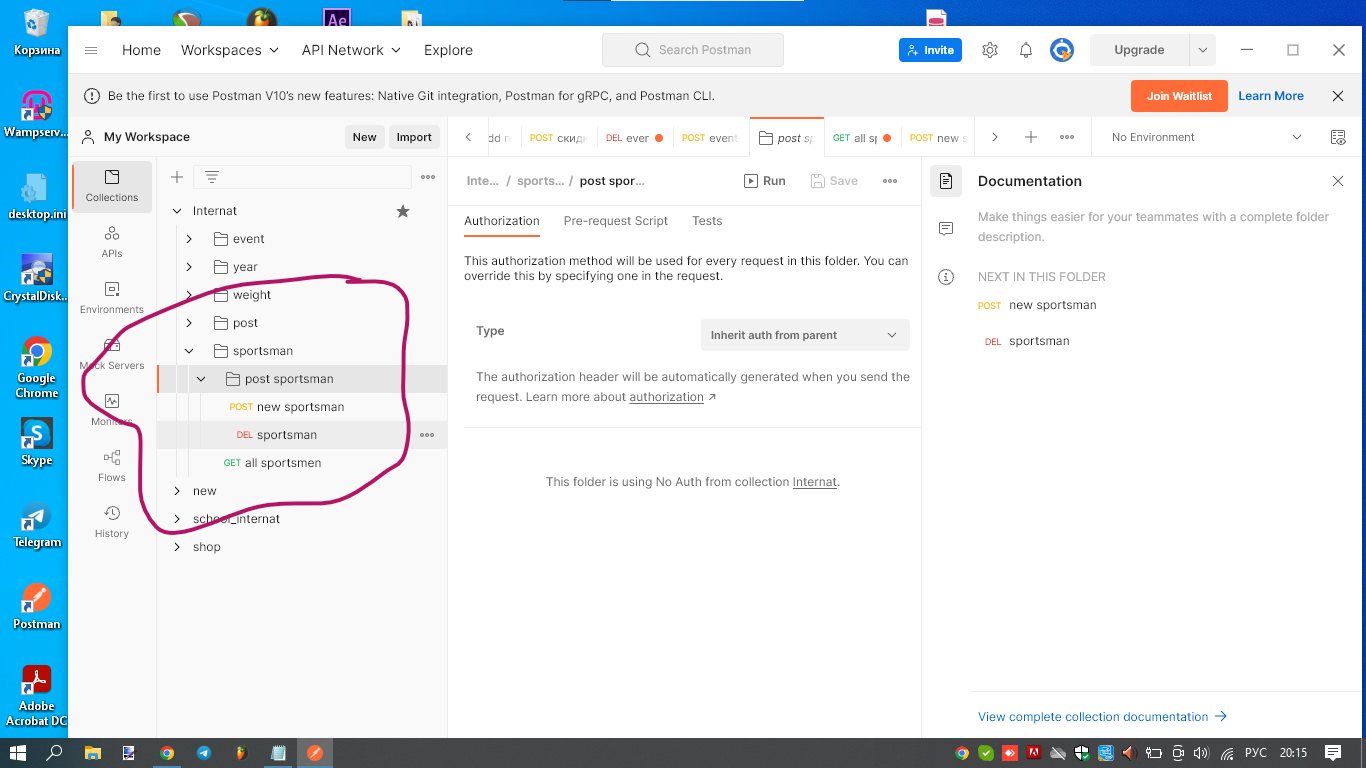 Корзина
Wampserv...
desktop.ini
CrystalDisk...
Google
Chrome
Skype
Telegram
Postman
Adobe
Acrobat DC
Ae
Home Workspaces API Network Explore
Search Postman
Invite
Upgrade
Be the first to use Postman V10's new features: Native Git integration, Postman for gRPC, and Postman CLI.
Join Waitlist Learn More
My Workspace New Import
Collections
APIs
Environments
Mock Servers
Monitors
Flows
History
Internat
event
year
weight
post
sportsman
post sportsman
POST new sportsman
DEL sportsman
GET all sportsmen
new
school_internat
shop
POST скид DEL ever POST event post sp GET all sp POST new s No Environment
Inte... / sports... / post spor... Run Save
Authorization Pre-request Script Tests
This authorization method will be used for every request in this folder. You can
override this by specifying one in the request.
Type Inherit auth from parent
The authorization header will be automatically generated when you send the
request. Learn more about authorization ↗
This folder is using No Auth from collection Internat.
Documentation
Make things easier for your teammates with a complete folder
description.
NEXT IN THIS FOLDER
POST new sportsman
DEL sportsman
View complete collection documentation →
РУС 20:15